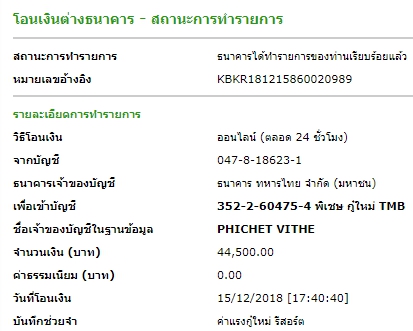 โอนเงินต่างธนาคาร - สถานะการทำรายการ
สถานะการทำรายการ ธนาคารได้ทำรายการของท่านเรียบร้อยแล้ว
หมายเลขอ้างอิง KBKR181215860020989
รายละเอียดการทำรายการ
วิธีโอนเงิน ออนไลน์ (ตลอด 24 ชั่วโมง)
จากบัญชี 047-8-18623-1
ธนาคารเจ้าของบัญชี ธนาคาร ทหารไทย จำกัด (มหาชน)
เพื่อเข้าบัญชี 352-2-60475-4 พิเชษ กู่ใหม่ TMB
ชื่อเจ้าของบัญชีในฐานข้อมูล PHICHET VITHE
จำนวนเงิน (บาท) 44,500.00
ค่าธรรมเนียม (บาท) 0.00
วันที่โอนเงิน 15/12/2018 [17:40:40]
บันทึกช่วยจำ ค่าแรงกู่ใหม่ รีสอร์ต